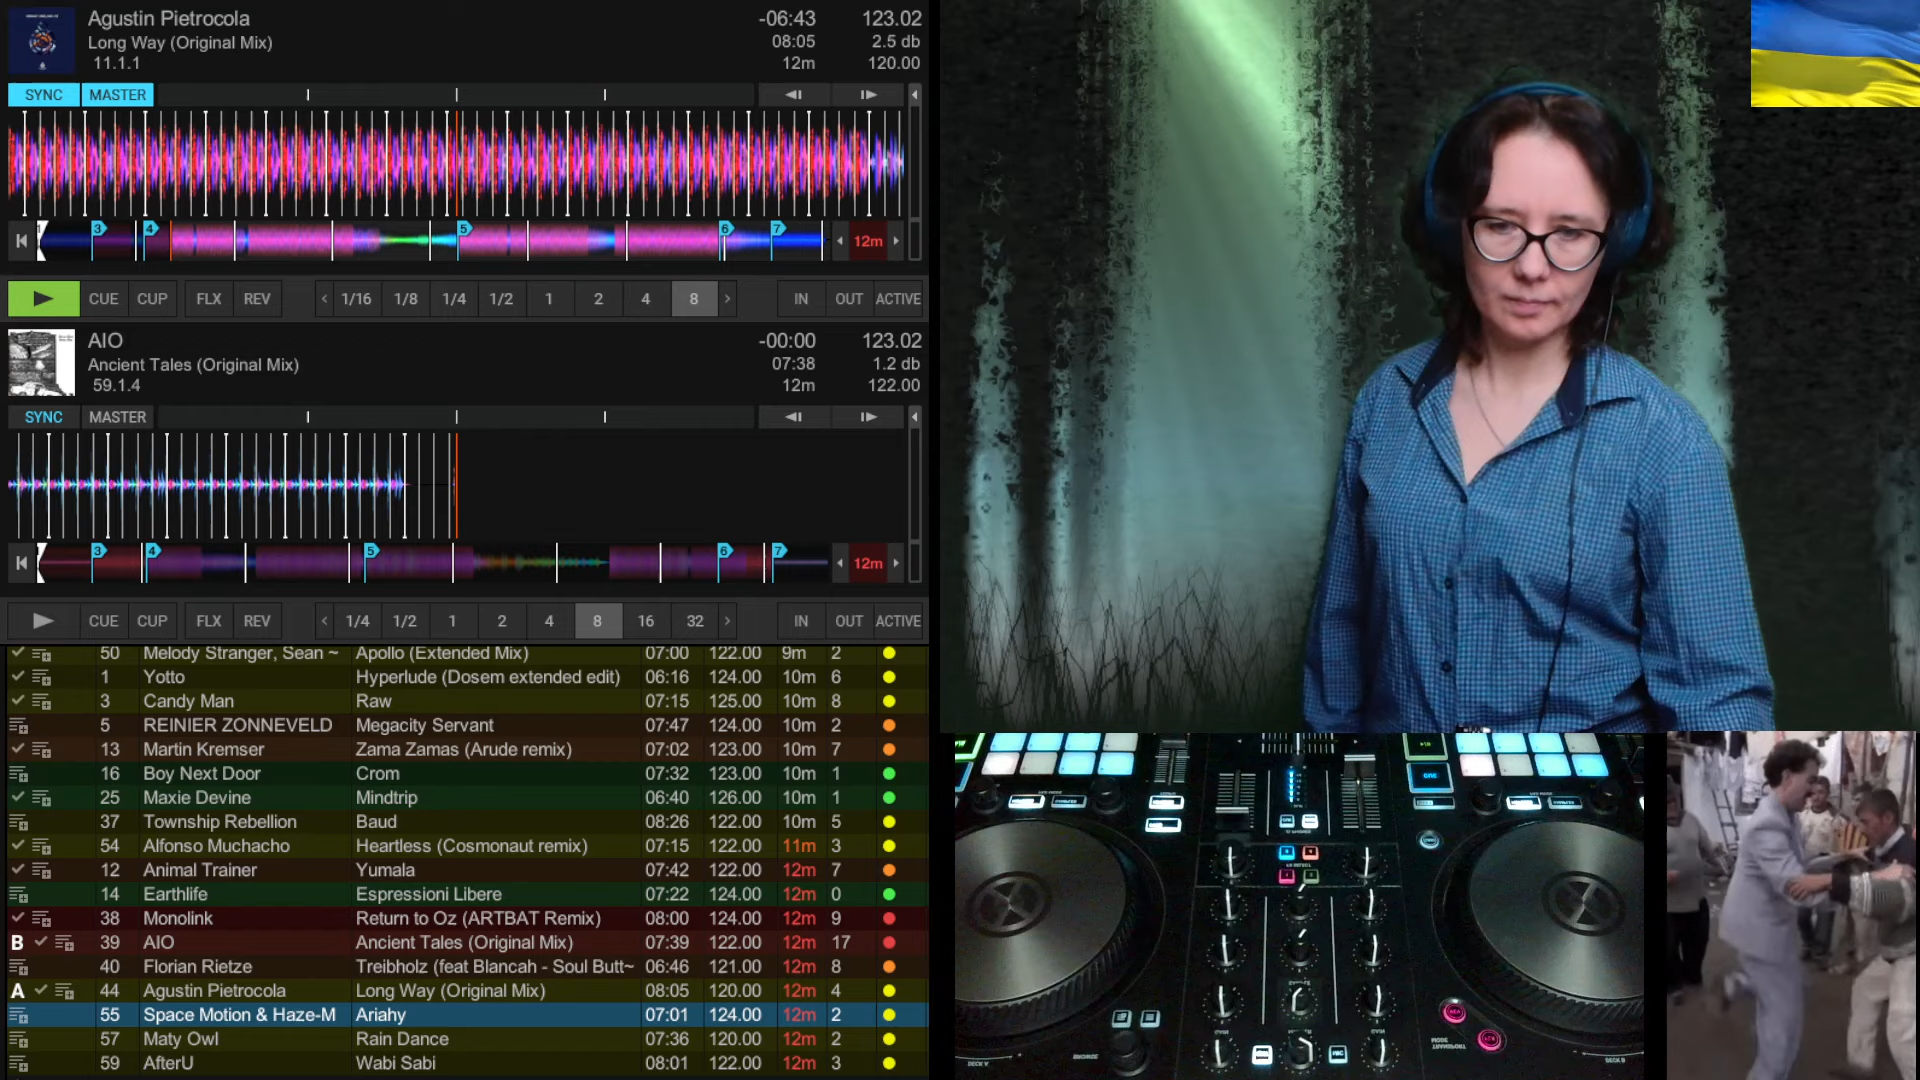 Agustin Pietrocola -06:43 123.02
Long Way (Original Mix) 08:05 2.5 db
11.1.1 12m 120.00
SYNC MASTER
3 4 5 6 7 12m
CUE CUP FLX REV 1/16 1/8 1/4 1/2 1 2 4 8 IN OUT ACTIVE
AIO -00:00 123.02
Ancient Tales (Original Mix) 07:38 1.2 db
59.1.4 12m 122.00
SYNC MASTER
3 4 5 6 7 12m
CUE CUP FLX REV 1/4 1/2 1 2 4 8 16 32 IN OUT ACTIVE
50 Melody Stranger, Sean ~ Apollo (Extended Mix) 07:00 122.00 9m 2
1 Yotto Hyperlude (Dosem extended edit) 06:16 124.00 10m 6
3 Candy Man Raw 07:15 125.00 10m 8
5 REINIER ZONNEVELD Megacity Servant 07:47 124.00 10m 2
13 Martin Kremser Zama Zamas (Arude remix) 07:02 123.00 10m 7
16 Boy Next Door Crom 07:32 123.00 10m 1
25 Maxie Devine Mindtrip 06:40 126.00 10m 1
37 Township Rebellion Baud 08:26 122.00 10m 5
54 Alfonso Muchacho Heartless (Cosmonaut remix) 07:15 122.00 11m 3
12 Animal Trainer Yumala 07:42 122.00 12m 7
14 Earthlife Espressioni Libere 07:22 124.00 12m 0
38 Monolink Return to Oz (ARTBAT Remix) 08:00 124.00 12m 9
B 39 AIO Ancient Tales (Original Mix) 07:39 122.00 12m 17
40 Florian Rietze Treibholz (feat Blancah - Soul Butt~ 06:46 121.00 12m 8
A 44 Agustin Pietrocola Long Way (Original Mix) 08:05 120.00 12m 4
55 Space Motion & Haze-M Ariahy 07:01 124.00 12m 2
57 Maty Owl Rain Dance 07:36 120.00 12m 2
59 AfterU Wabi Sabi 08:01 122.00 12m 3